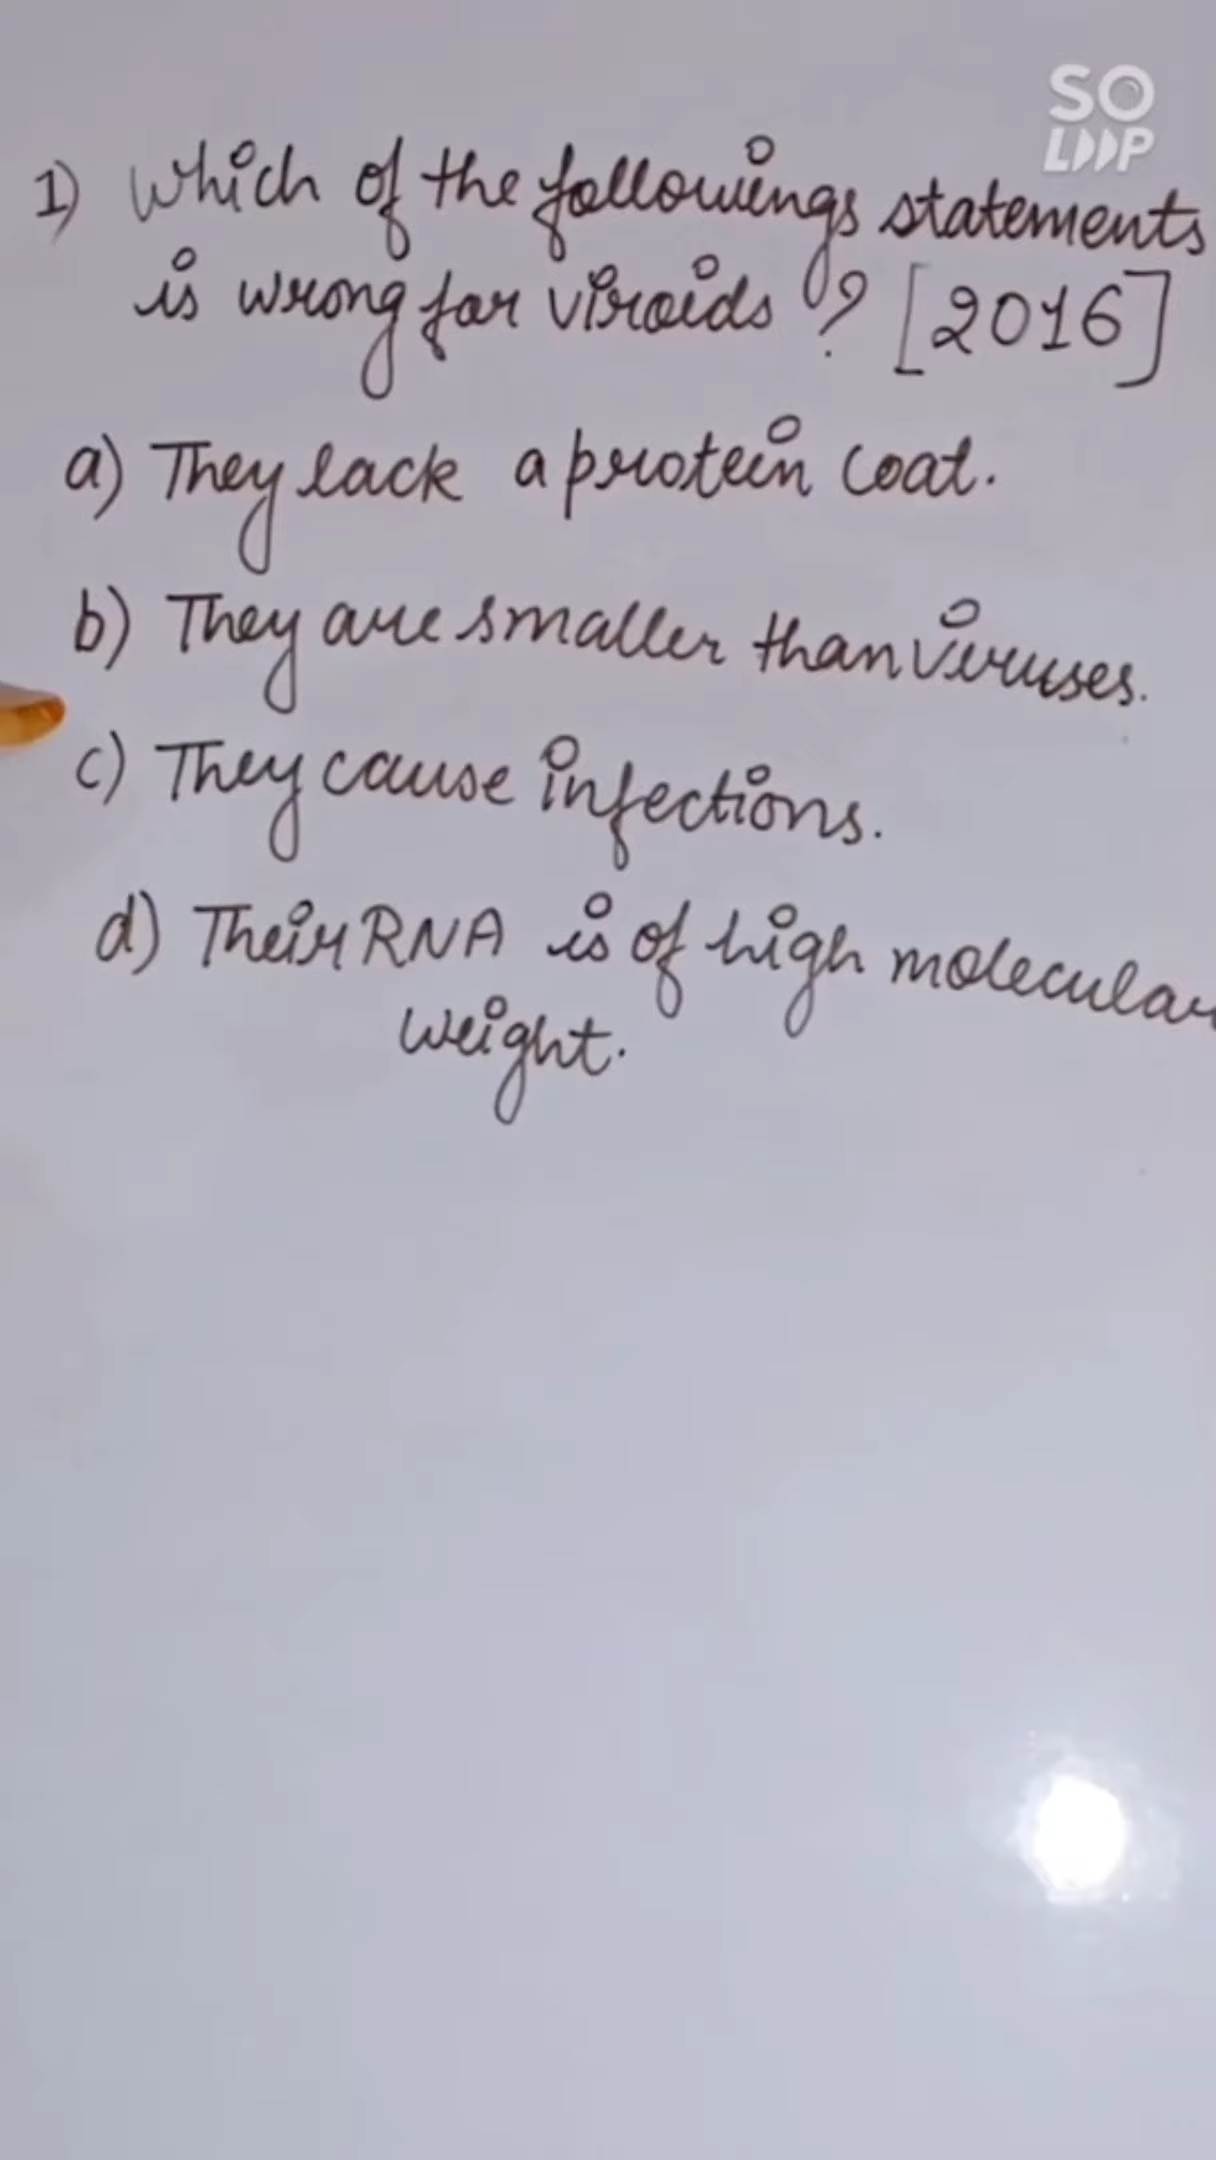 SO
LOOP
1) Which of the followings statements
is wrong for viroids? [2016]
a) They lack a protein coat.
b) They are smaller than viruses.
c) They cause infections.
d) Their RNA is of high molecular
weight.